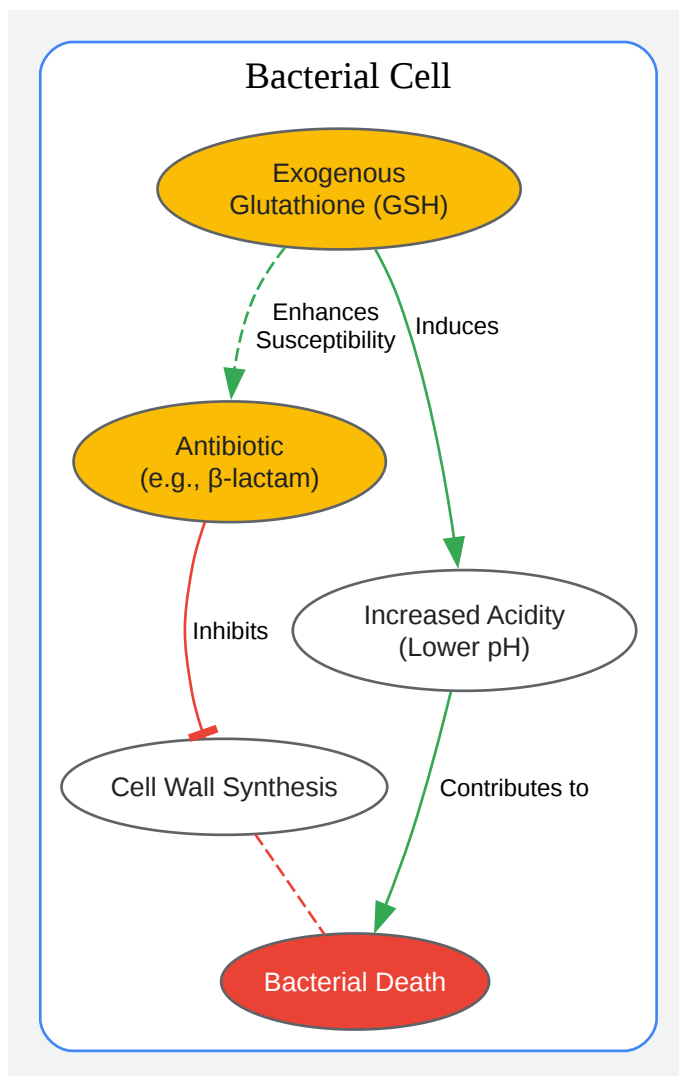 Bacterial Cell
Exogenous
Glutathione (GSH)
Enhances
Susceptibility
Induces
Antibiotic
(e.g., β-lactam)
Increased Acidity
(Lower pH)
Inhibits
Cell Wall Synthesis
Contributes to
Bacterial Death